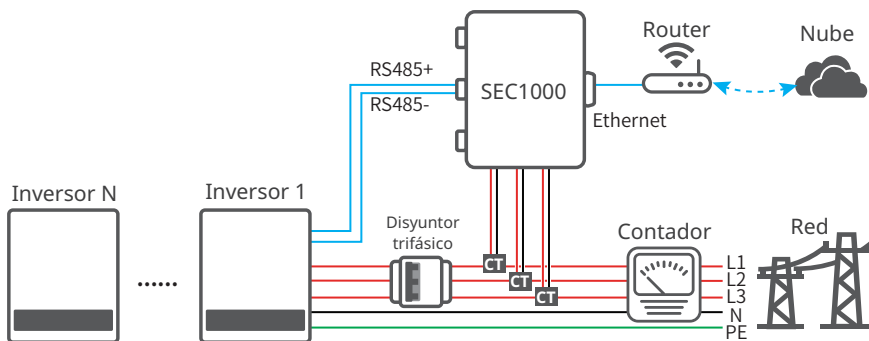 Router
Nube
RS485+
SEC1000
RS485-
Ethernet
Inversor N
Inversor 1
......
Disyuntor
trifásico
Contador
Red
CT
CT
CT
L1
L2
L3
N
PE